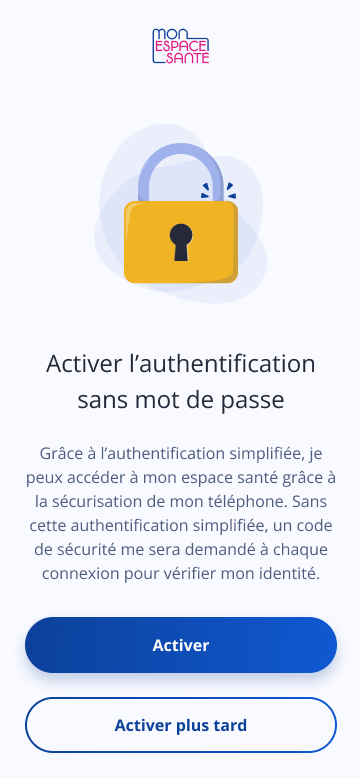 MON
ESPACE
SANTÉ
Activer l’authentification
sans mot de passe
Grâce à l’authentification simplifiée, je
peux accéder à mon espace santé grâce à
la sécurisation de mon téléphone. Sans
cette authentification simplifiée, un code
de sécurité me sera demandé à chaque
connexion pour vérifier mon identité.
Activer
Activer plus tard